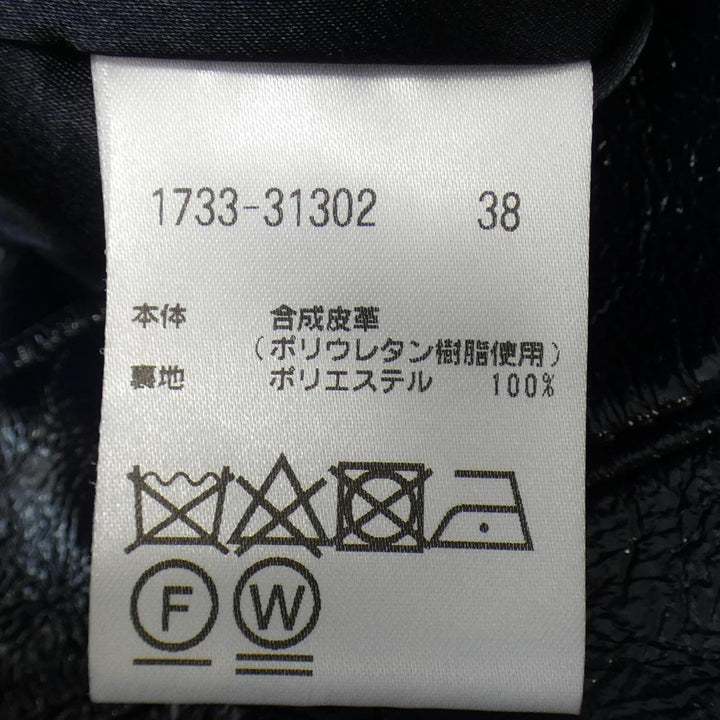 1733-31302 38
本体 合成皮革
(ポリウレタン樹脂使用)
裏地 ポリエステル 100%
F W